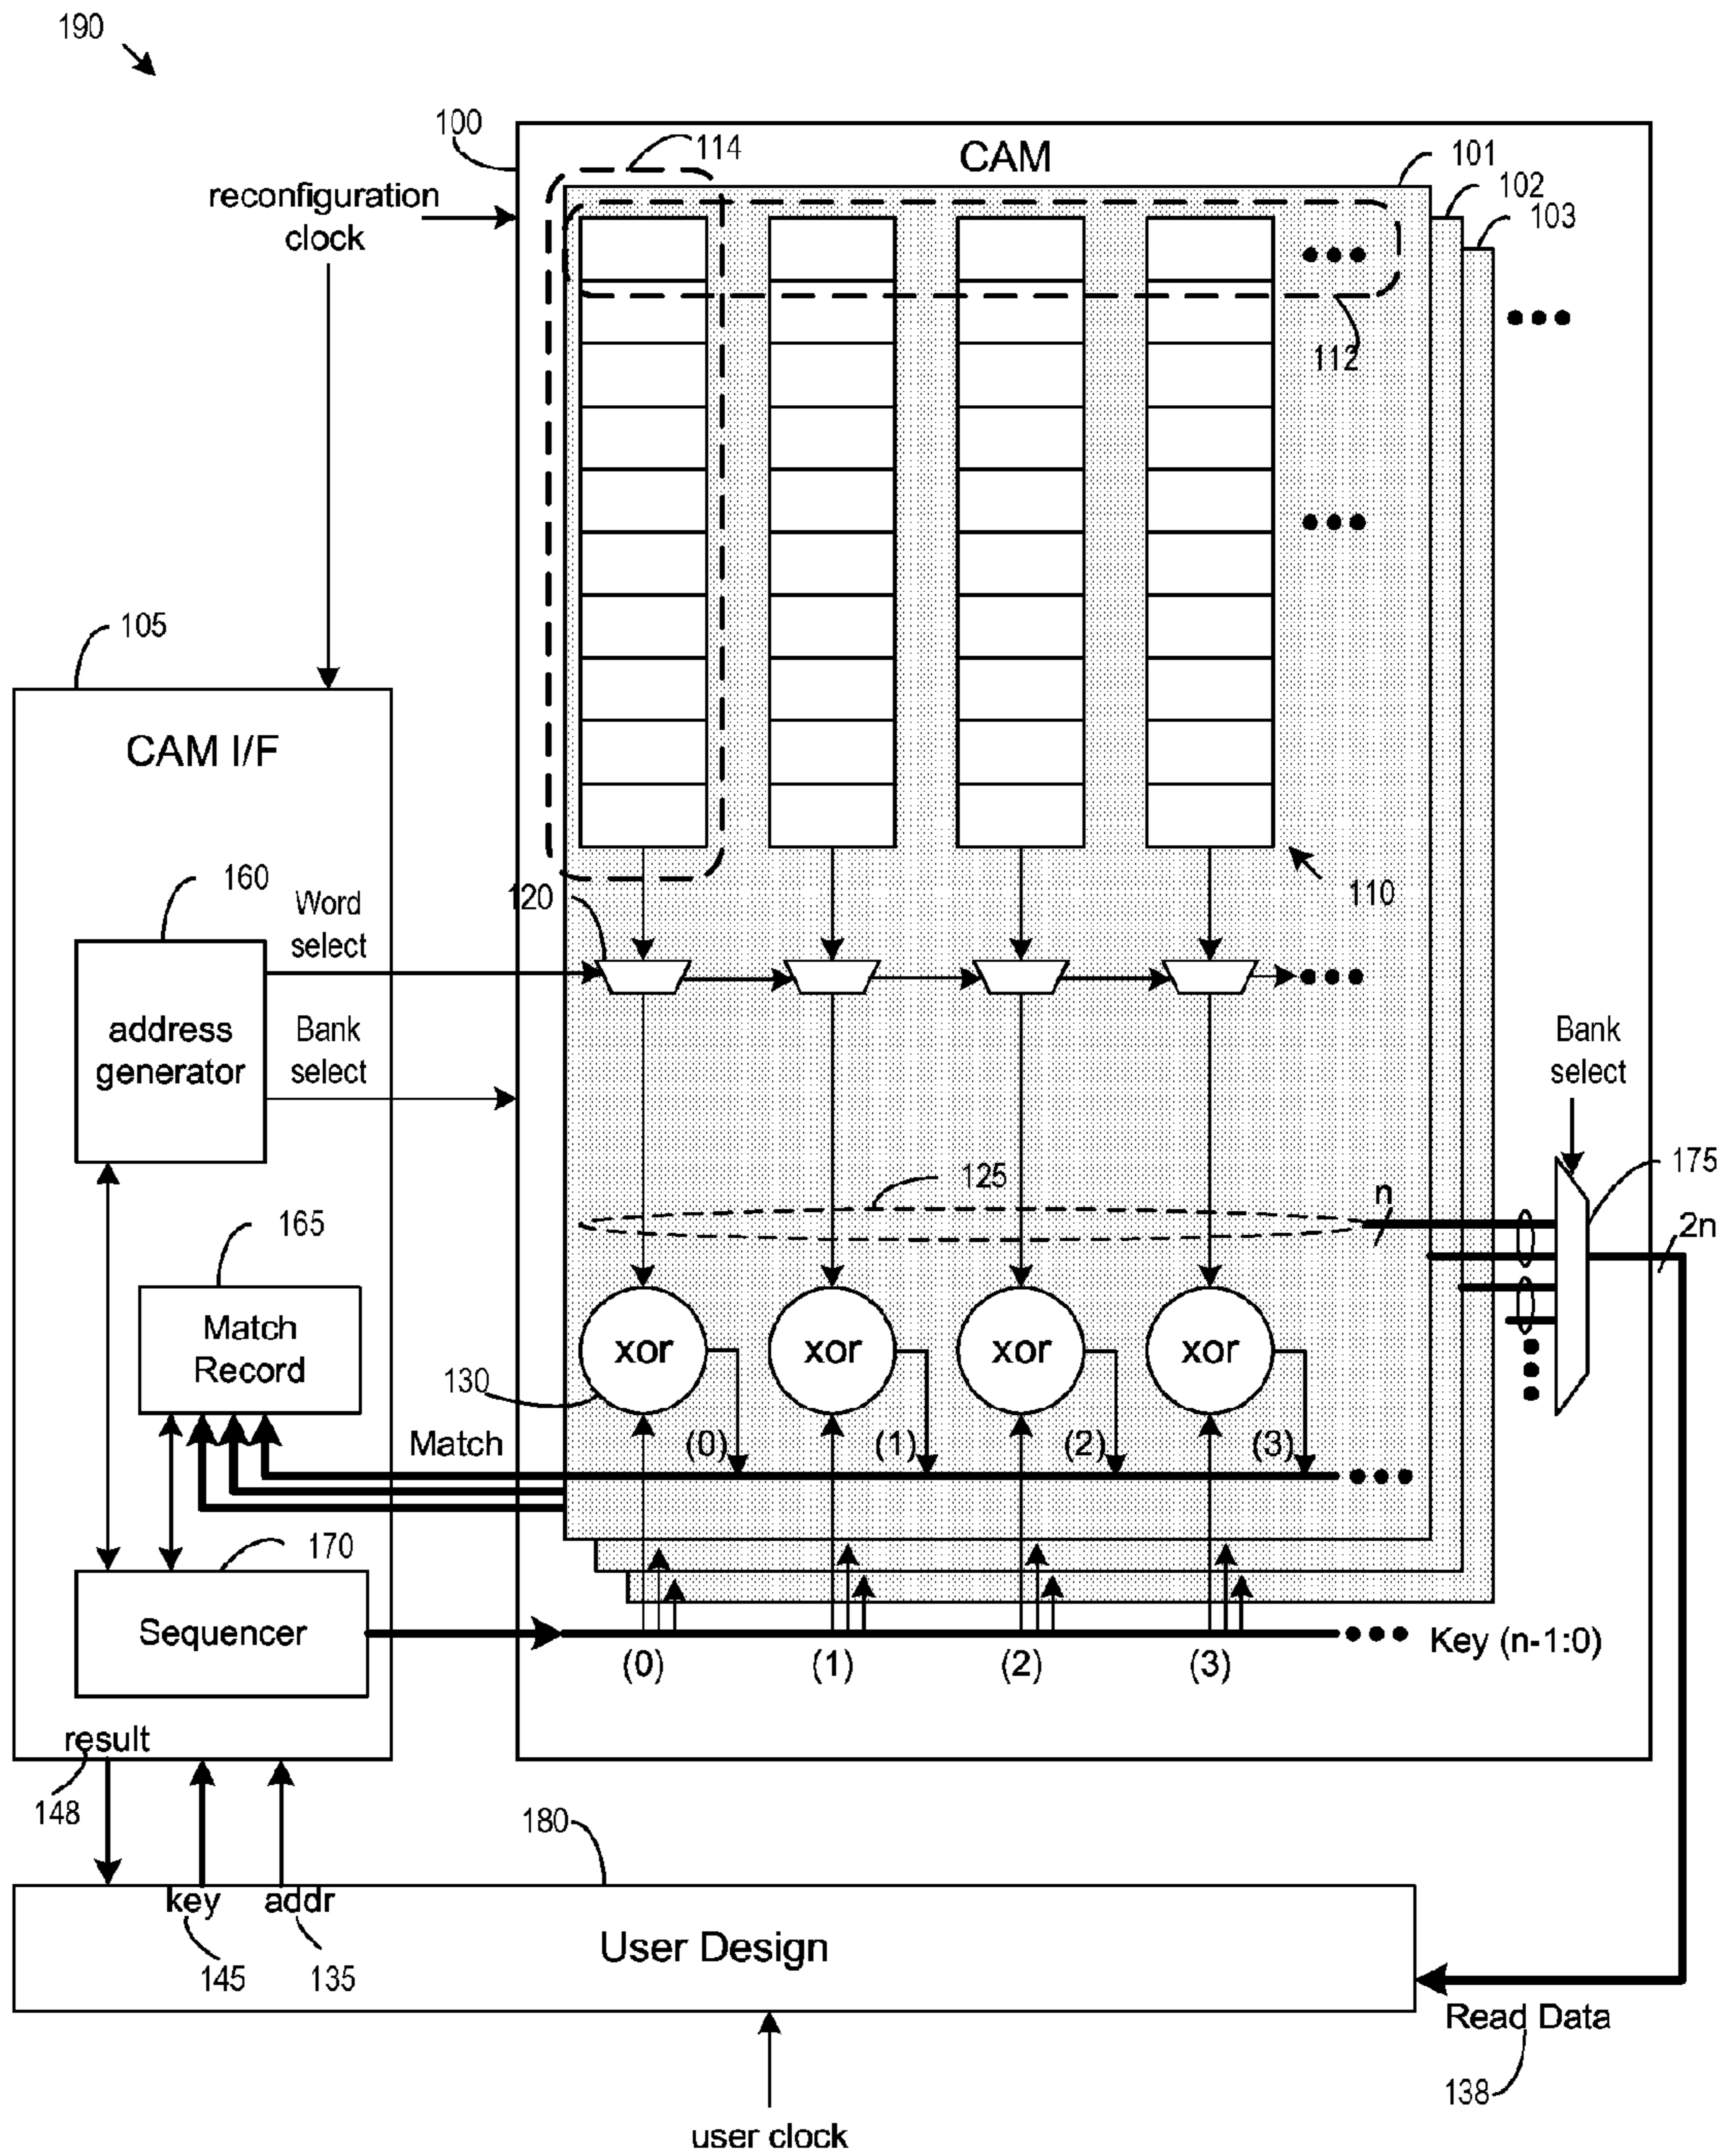 190
100
114
CAM
101
102
103
reconfiguration
clock
112
105
CAM I/F
110
120
160
Word
select
address
generator
Bank
select
Bank
select
175
125
n
2n
165
Match
Record
xor
xor
xor
xor
130
Match
(0)
(1)
(2)
(3)
170
Sequencer
Key (n-1:0)
(0)
(1)
(2)
(3)
result
148
180
key
addr
145
135
User Design
Read Data
138
user clock